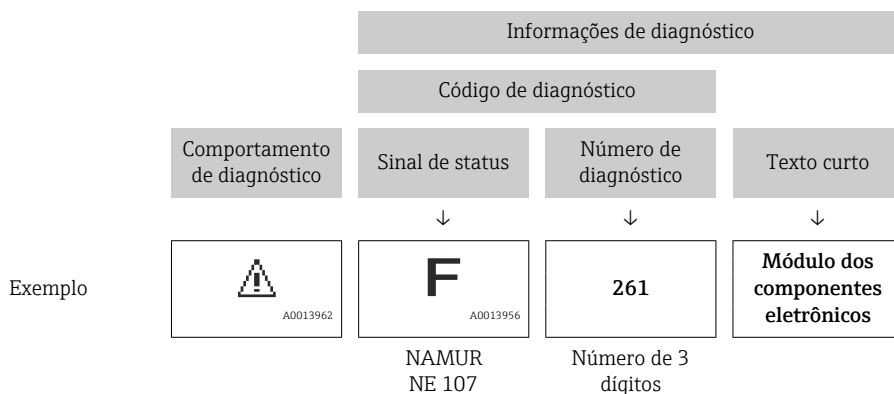 Informações de diagnóstico
Código de diagnóstico
Comportamento
de diagnóstico
Sinal de status
Número de
diagnóstico
Texto curto
↓ ↓ ↓
Exemplo
A0013962
F
A0013956
261
Módulo dos
componentes
eletrônicos
NAMUR
NE 107
Número de 3
dígitos